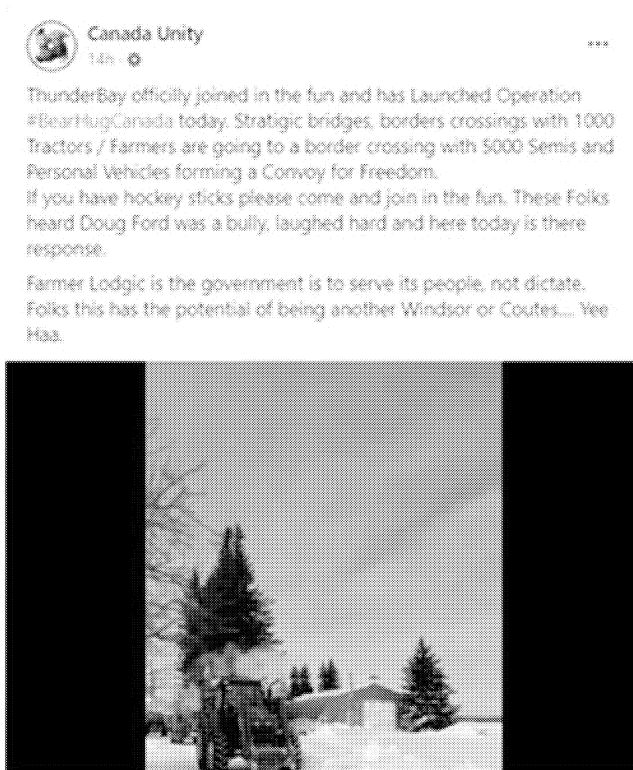 Canada Unity
14h
ThunderBay officilly joined in the fun and has Launched Operation
#BearHugCanada today. Stratigic bridges, borders crossings with 1000
Tractors / Farmers are going to a border crossing with 5000 Semis and
Personal Vehicles forming a Convoy for Freedom.
If you have hockey sticks please come and join in the fun. These Folks
heard Doug Ford was a bully, laughed hard and here today is there
response.
Farmer Lodgic is the government is to serve its people, not dictate.
Folks this has the potential of being another Windsor or Coutes.... Yee
Haa.